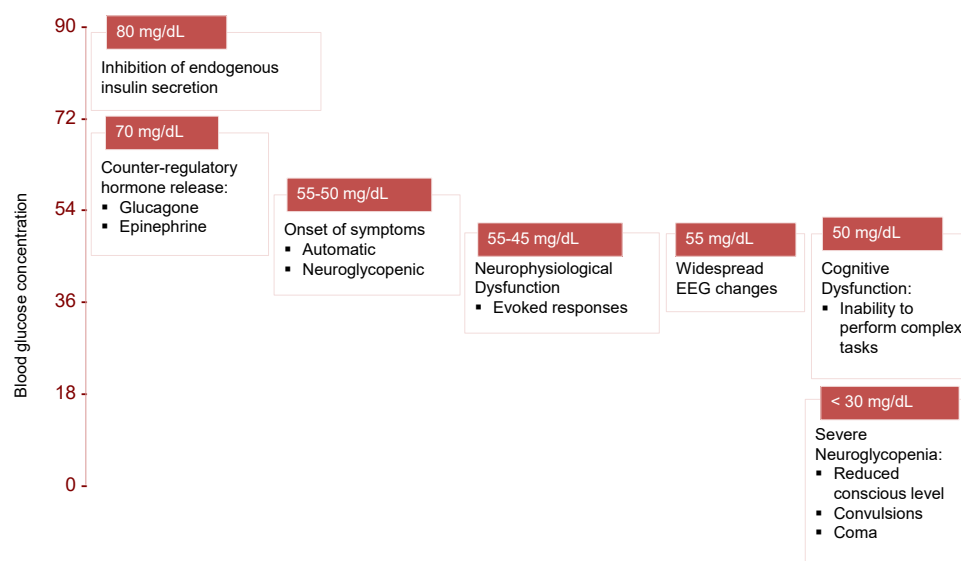 Blood glucose concentration
90
72
54
36
18
0
80 mg/dL
Inhibition of endogenous
insulin secretion
70 mg/dL
Counter-regulatory
hormone release:
▪ Glucagone
▪ Epinephrine
55-50 mg/dL
Onset of symptoms
▪ Automatic
▪ Neuroglycopenic
55-45 mg/dL
Neurophysiological
Dysfunction
▪ Evoked responses
55 mg/dL
Widespread
EEG changes
50 mg/dL
Cognitive
Dysfunction:
▪ Inability to
perform complex
tasks
< 30 mg/dL
Severe
Neuroglycopenia:
▪ Reduced
conscious level
▪ Convulsions
▪ Coma